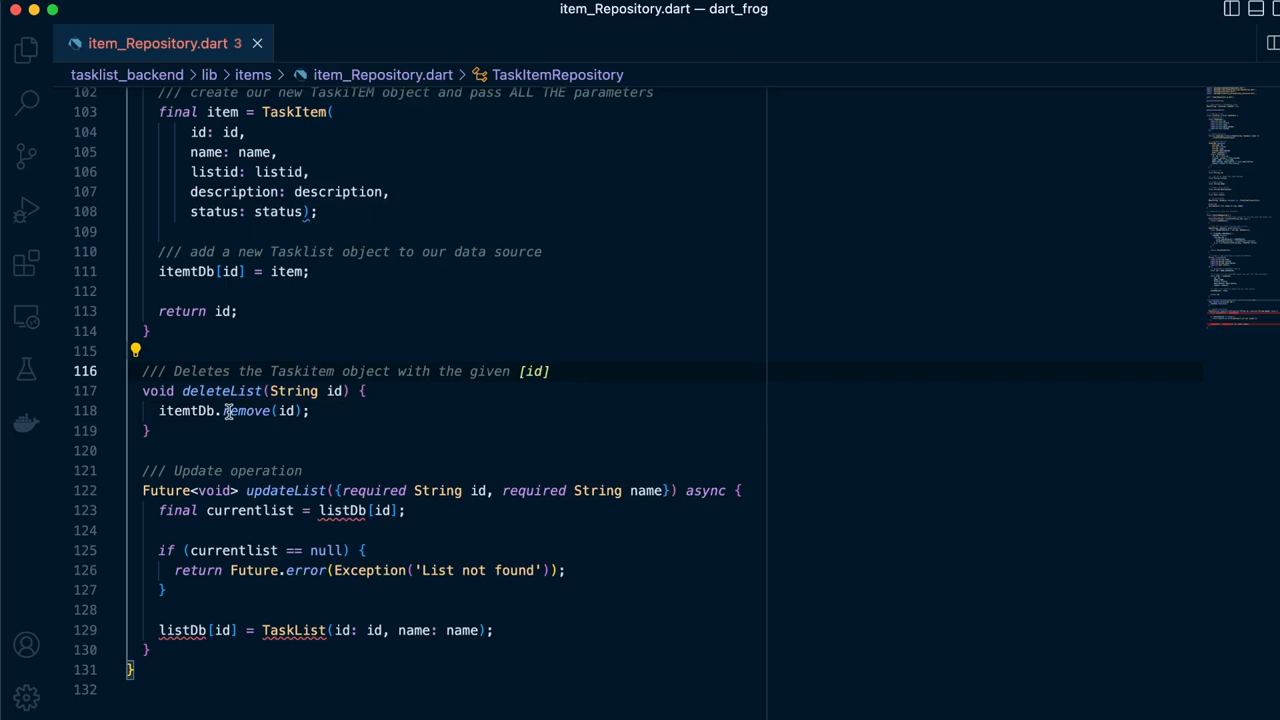 item_Repository.dart — dart_frog
item_Repository.dart 3
tasklist_backend > lib > items > item_Repository.dart > TaskItemRepository
102 /// create our new TaskiTEM object and pass ALL THE parameters
103 final item = TaskItem(
104 id: id,
105 name: name,
106 listid: listid,
107 description: description,
108 status: status);
109
110 /// add a new Tasklist object to our data source
111 itemtDb[id] = item;
112
113 return id;
114 }
115
116 /// Deletes the Taskitem object with the given [id]
117 void deleteList(String id) {
118 itemtDb.remove(id);
119 }
120
121 /// Update operation
122 Future<void> updateList({required String id, required String name}) async {
123 final currentlist = listDb[id];
124
125 if (currentlist == null) {
126 return Future.error(Exception('List not found'));
127 }
128
129 listDb[id] = TaskList(id: id, name: name);
130 }
131 }
132